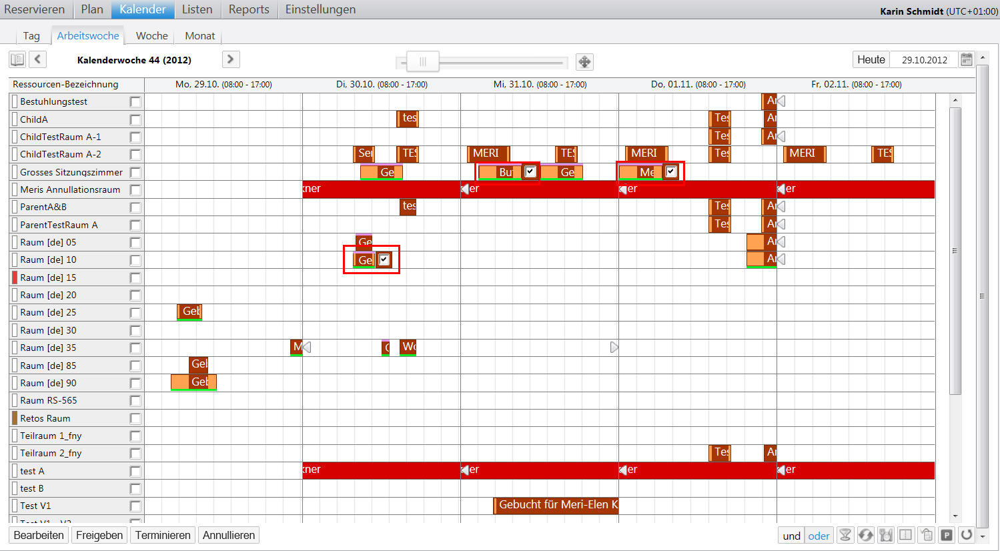 Reservieren Plan Kalender Listen Reports Einstellungen Karin Schmidt (UTC+01:00)
Tag Arbeitswoche Woche Monat
Kalenderwoche 44 (2012) Heute 29.10.2012
Ressourcen-Bezeichnung Mo, 29.10. (08:00 - 17:00) Di, 30.10. (08:00 - 17:00) Mi, 31.10. (08:00 - 17:00) Do, 01.11. (08:00 - 17:00) Fr, 02.11. (08:00 - 17:00)
Bestuhlungstest
ChildA tes Tes
ChildTestRaum A-1 Tes
ChildTestRaum A-2 Ser TES MERI TES MERI Tes MERI TES
Grosses Sitzungszimmer Ge Bu Ge Me
Meris Annullationsraum kner er er er
ParentA&B tes Tes
ParentTestRaum A Tes
Raum [de] 05 Ge
Raum [de] 10 Ge
Raum [de] 15
Raum [de] 20
Raum [de] 25 Geb
Raum [de] 30
Raum [de] 35 M Wo
Raum [de] 85 Geb
Raum [de] 90 Geb
Raum RS-565
Retos Raum
Teilraum 1_fny
Teilraum 2_fny Tes
test A kner er er er
test B
Test V1 Gebucht für Meri-Elen K
Test V1 - V2
Bearbeiten Freigeben Terminieren Annullieren und oder P